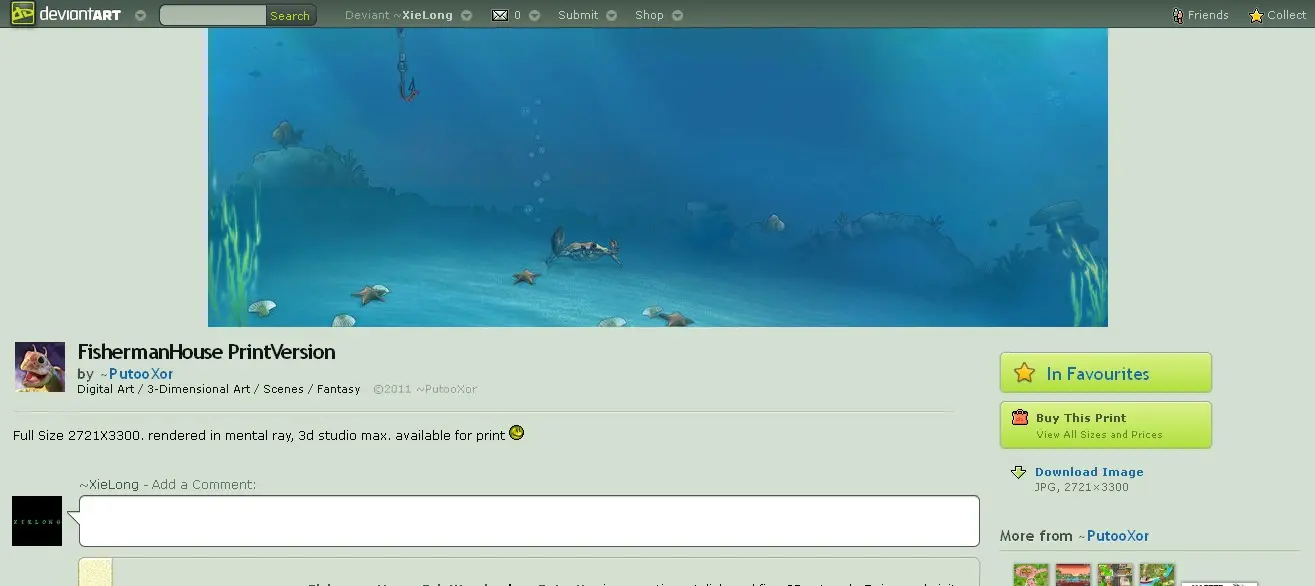 deviantART Search Deviant ~XieLong 0 Submit Shop Friends Collect
FishermanHouse PrintVersion
by ~PutooXor
Digital Art / 3-Dimensional Art / Scenes / Fantasy ©2011 ~PutooXor
Full Size 2721X3300. rendered in mental ray, 3d studio max. available for print
~XieLong - Add a Comment:
XIELONG
In Favourites
Buy This Print
View All Sizes and Prices
Download Image
JPG, 2721×3300
More from ~PutooXor